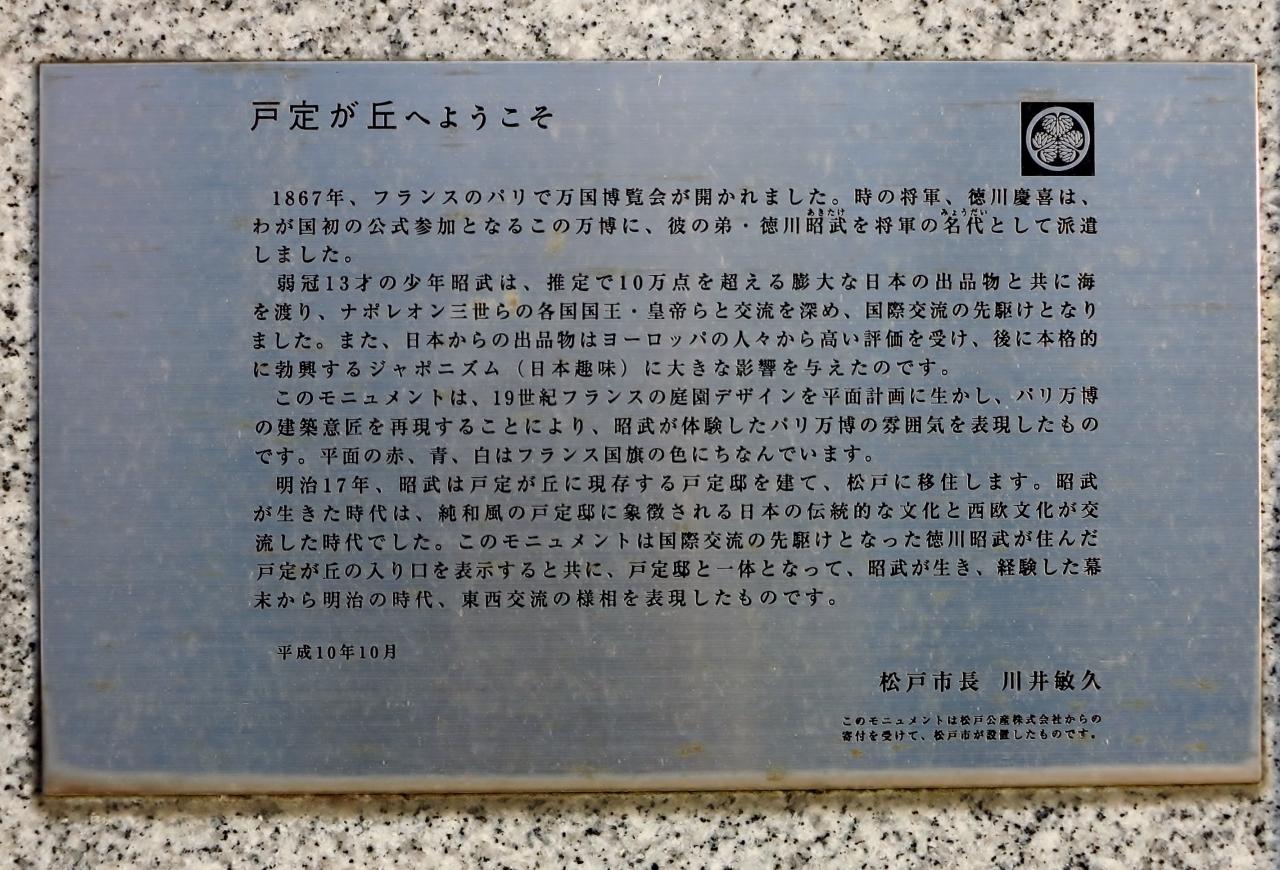 戸定が丘へようこそ
1867年、フランスのパリで万国博覧会が開かれました。時の将軍、徳川慶喜は、
わが国初の公式参加となるこの万博に、彼の弟・徳川昭武を将軍の名代として派遣
しました。
弱冠13才の少年昭武は、推定で10万点を超える膨大な日本の出品物と共に海
を渡り、ナポレオン三世らの各国国王・皇帝らと交流を深め、国際交流の先駆けとなり
ました。また、日本からの出品物はヨーロッパの人々から高い評価を受け、後に本格的
に勃興するジャポニズム（日本趣味）に大きな影響を与えたのです。
このモニュメントは、19世紀フランスの庭園デザインを平面計画に生かし、パリ万博
の建築意匠を再現することにより、昭武が体験したパリ万博の雰囲気を表現したもの
です。平面の赤、青、白はフランス国旗の色にちなんでいます。
明治17年、昭武は戸定が丘に現存する戸定邸を建て、松戸に移住します。昭武
が生きた時代は、純和風の戸定邸に象徴される日本の伝統的な文化と西欧文化が交
流した時代でした。このモニュメントは国際交流の先駆けとなった徳川昭武が住んだ
戸定が丘の入り口を表示すると共に、戸定邸と一体となって、昭武が生き、経験した幕
末から明治の時代、東西交流の様相を表現したものです。
平成10年10月
松戸市長 川井敏久
このモニュメントは松戸公産株式会社からの
寄付を受けて、松戸市が設置したものです。